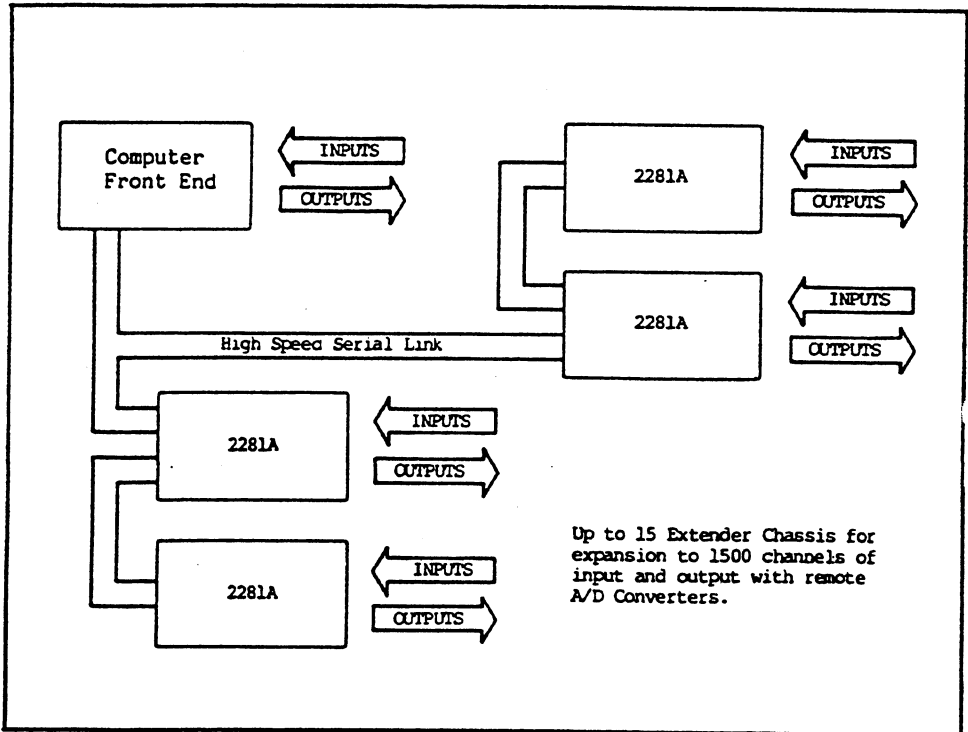 Computer
Front End
INPUTS
OUTPUTS
2281A
INPUTS
OUTPUTS
2281A
INPUTS
OUTPUTS
High Speed Serial Link
2281A
INPUTS
OUTPUTS
2281A
INPUTS
OUTPUTS
Up to 15 Extender Chassis for
expansion to 1500 channels of
input and output with remote
A/D Converters.